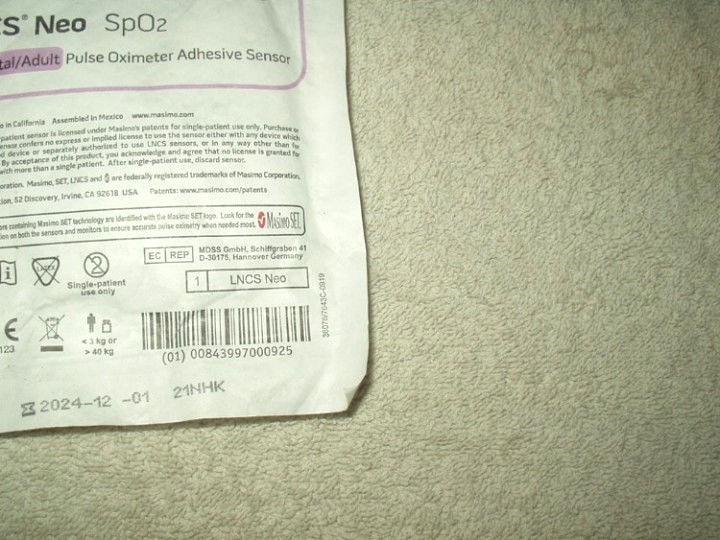 CS® Neo SpO2
tal/Adult Pulse Oximeter Adhesive Sensor
o in California Assembled in Mexico www.masimo.com
patient sensor is licensed under Masimo's patents for single-patient use only. Purchase or
ensor confers no express or implied license to use the sensor either with any device which
d device or separately authorized to use LNCS sensors, or in any way other than for
By acceptance of this product, you acknowledge and agree that no license is granted for
with more than a single patient. After single-patient use, discard sensor.
oration. Masimo, SET, LNCS and are federally registered trademarks of Masimo Corporation.
tion, 52 Discovery, Irvine, CA 92618 USA Patents: www.masimo.com/patents
ors containing Masimo SET technology are identified with the Masimo SET logo. Look for the
ion on both the sensors and monitors to ensure accurate pulse oximetry when needed most.
Masimo SET
EC REP MDSS GmbH, Schiffgraben 41
D-30175, Hannover Germany
LATEX
2
Single-patient
use only
1 LNCS Neo
CE
123
< 3 kg or
> 40 kg
(01) 00843997000925
2024-12 -01 21NHK